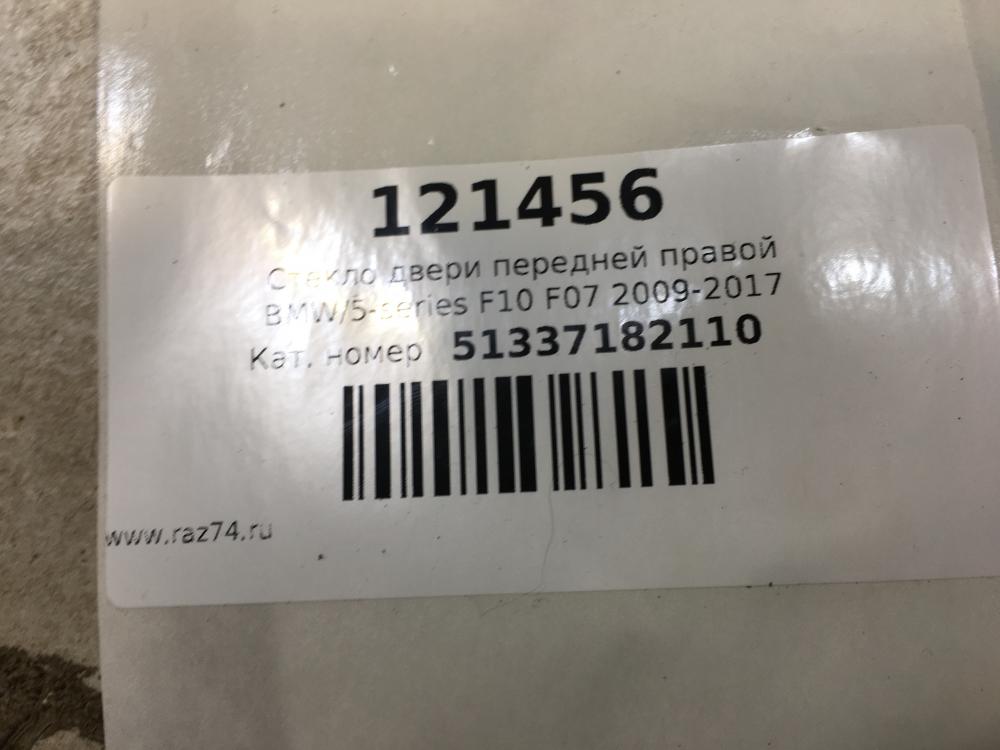 121456
Стекло двери передней правой
BMW/5-series F10 F07 2009-2017
Кат. номер 51337182110
www.raz74.ru